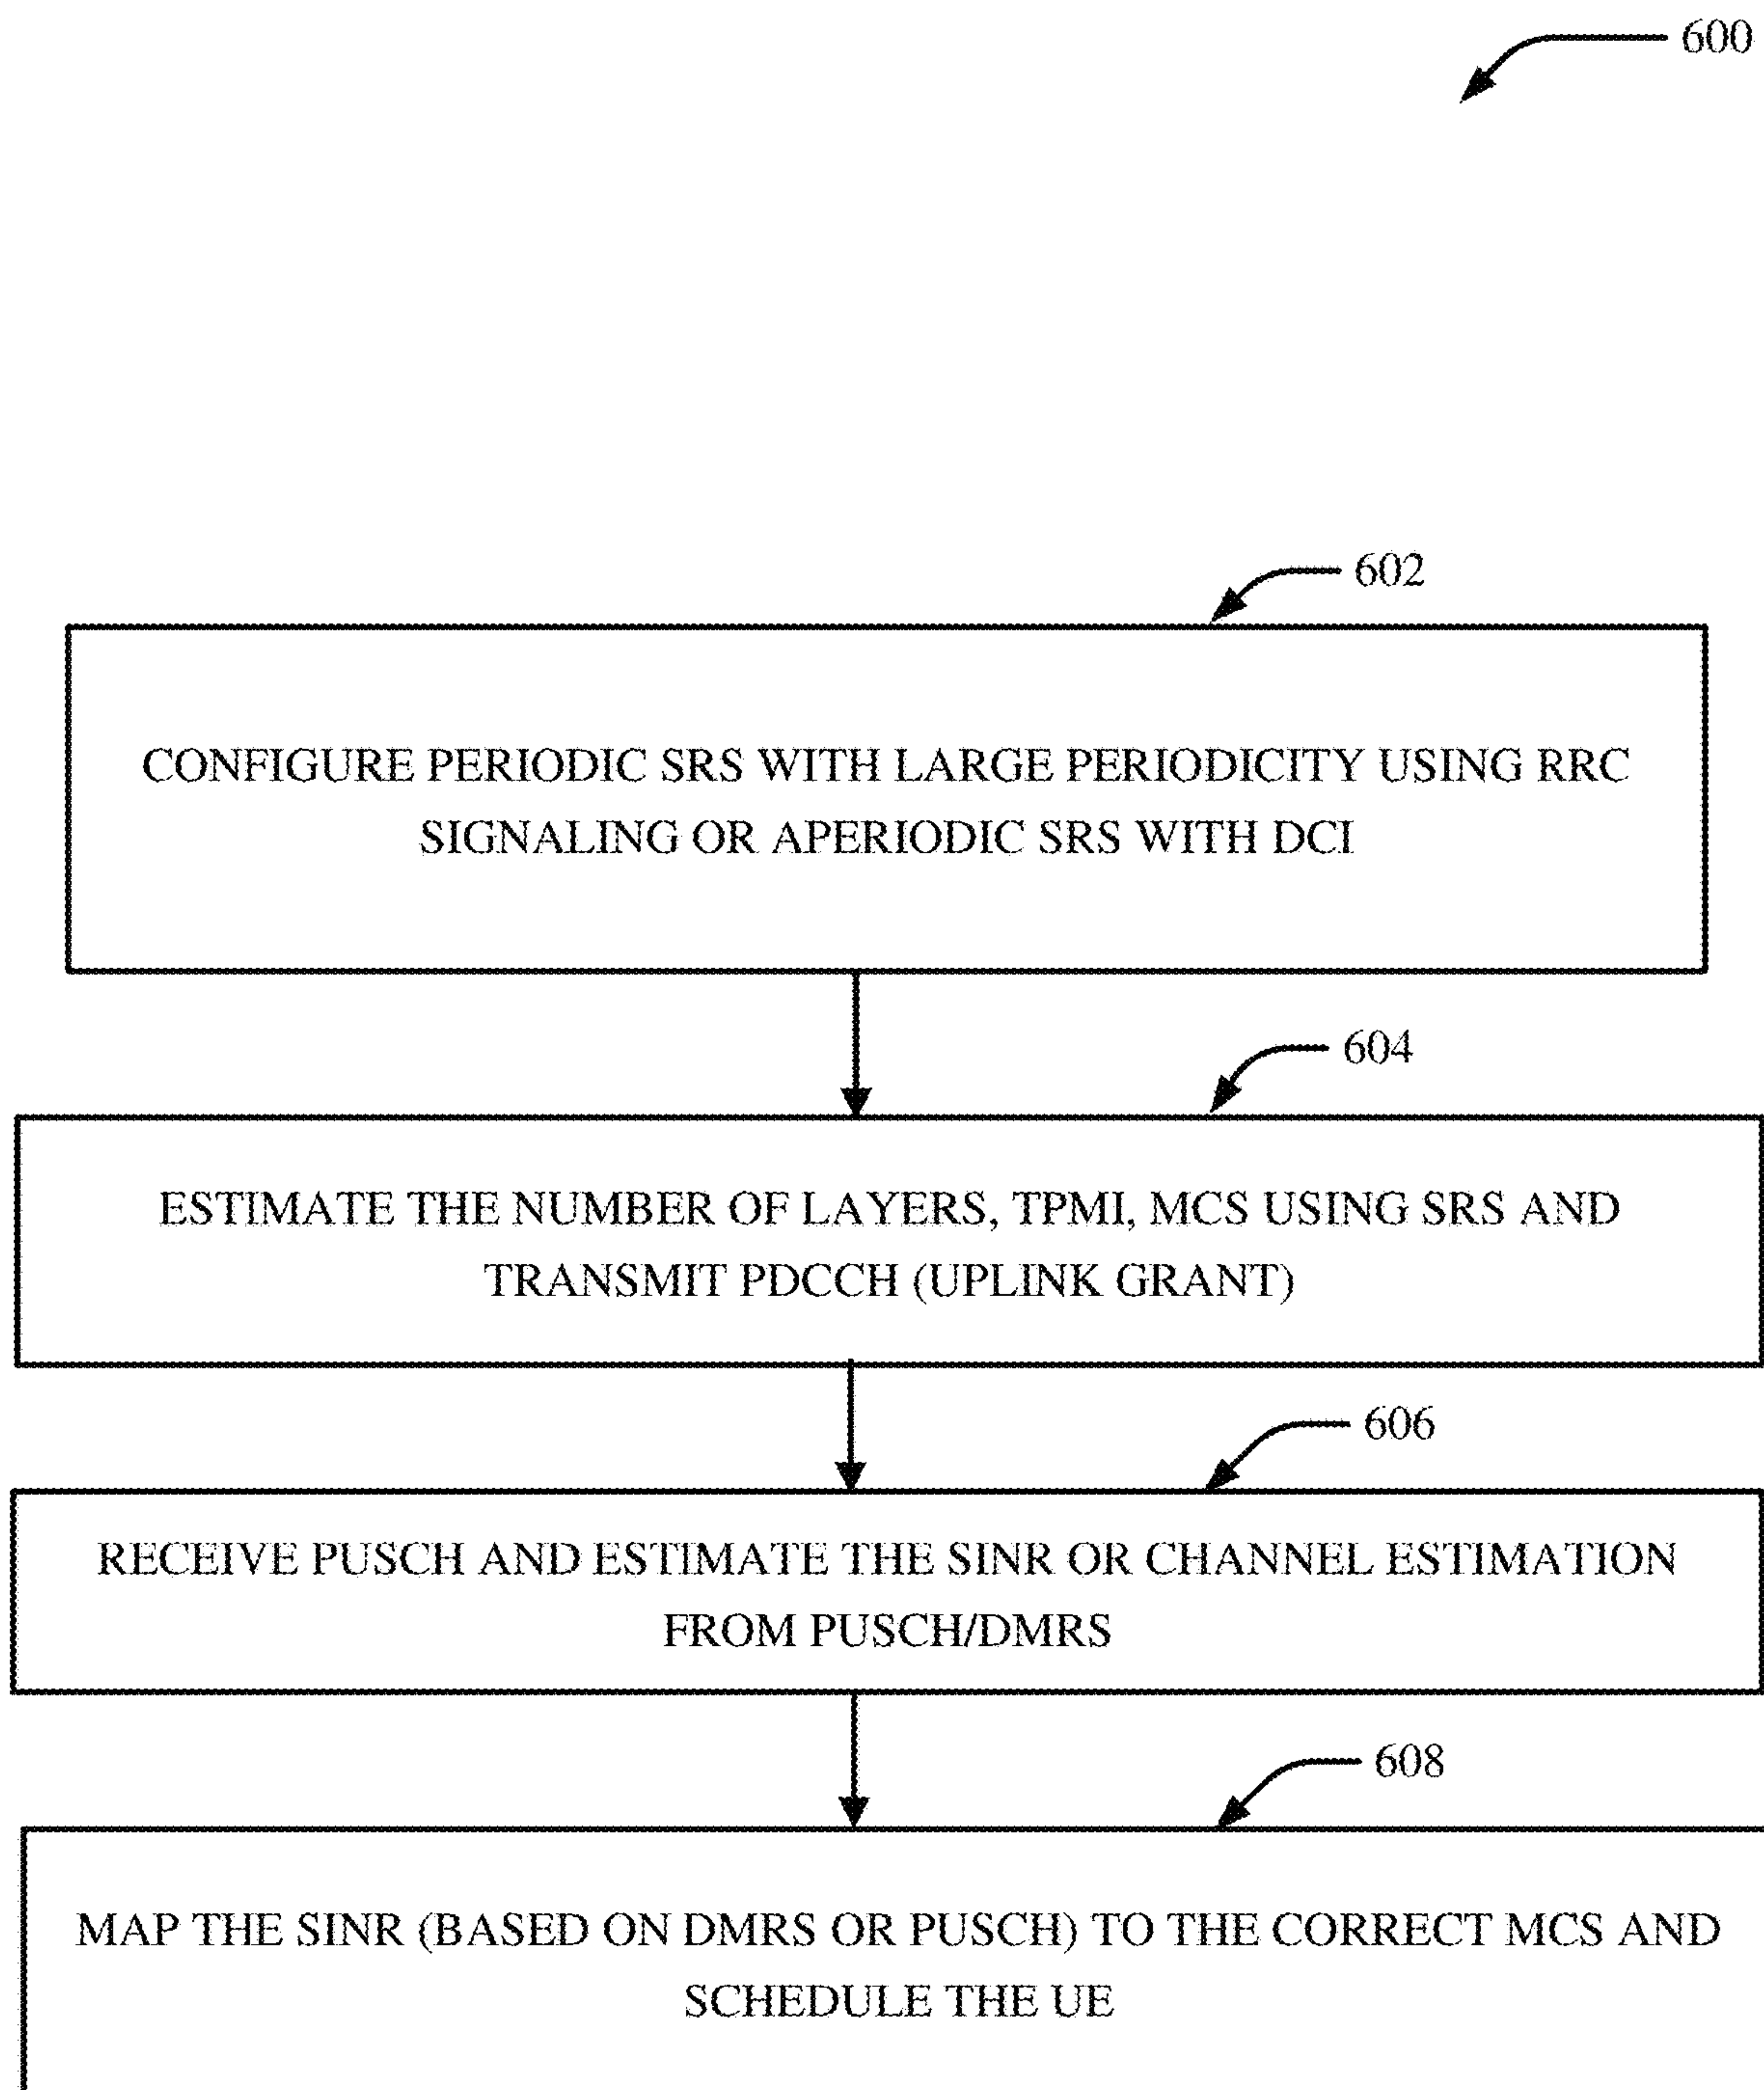 600
602
CONFIGURE PERIODIC SRS WITH LARGE PERIODICITY USING RRC
SIGNALING OR APERIODIC SRS WITH DCI
604
ESTIMATE THE NUMBER OF LAYERS, TPMI, MCS USING SRS AND
TRANSMIT PDCCH (UPLINK GRANT)
606
RECEIVE PUSCH AND ESTIMATE THE SINR OR CHANNEL ESTIMATION
FROM PUSCH/DMRS
608
MAP THE SINR (BASED ON DMRS OR PUSCH) TO THE CORRECT MCS AND
SCHEDULE THE UE